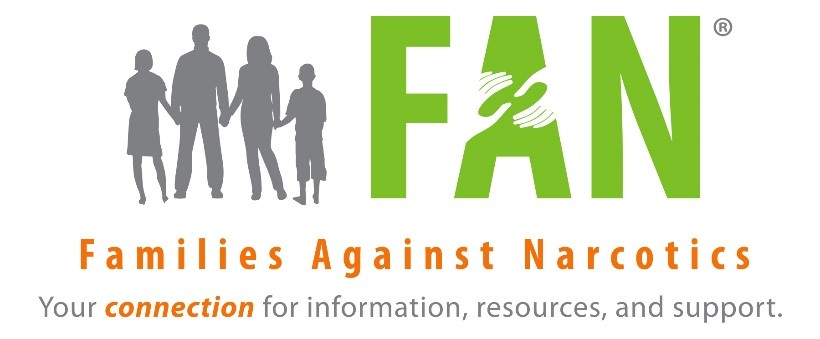 FAN®
Families Against Narcotics
Your connection for information, resources, and support.